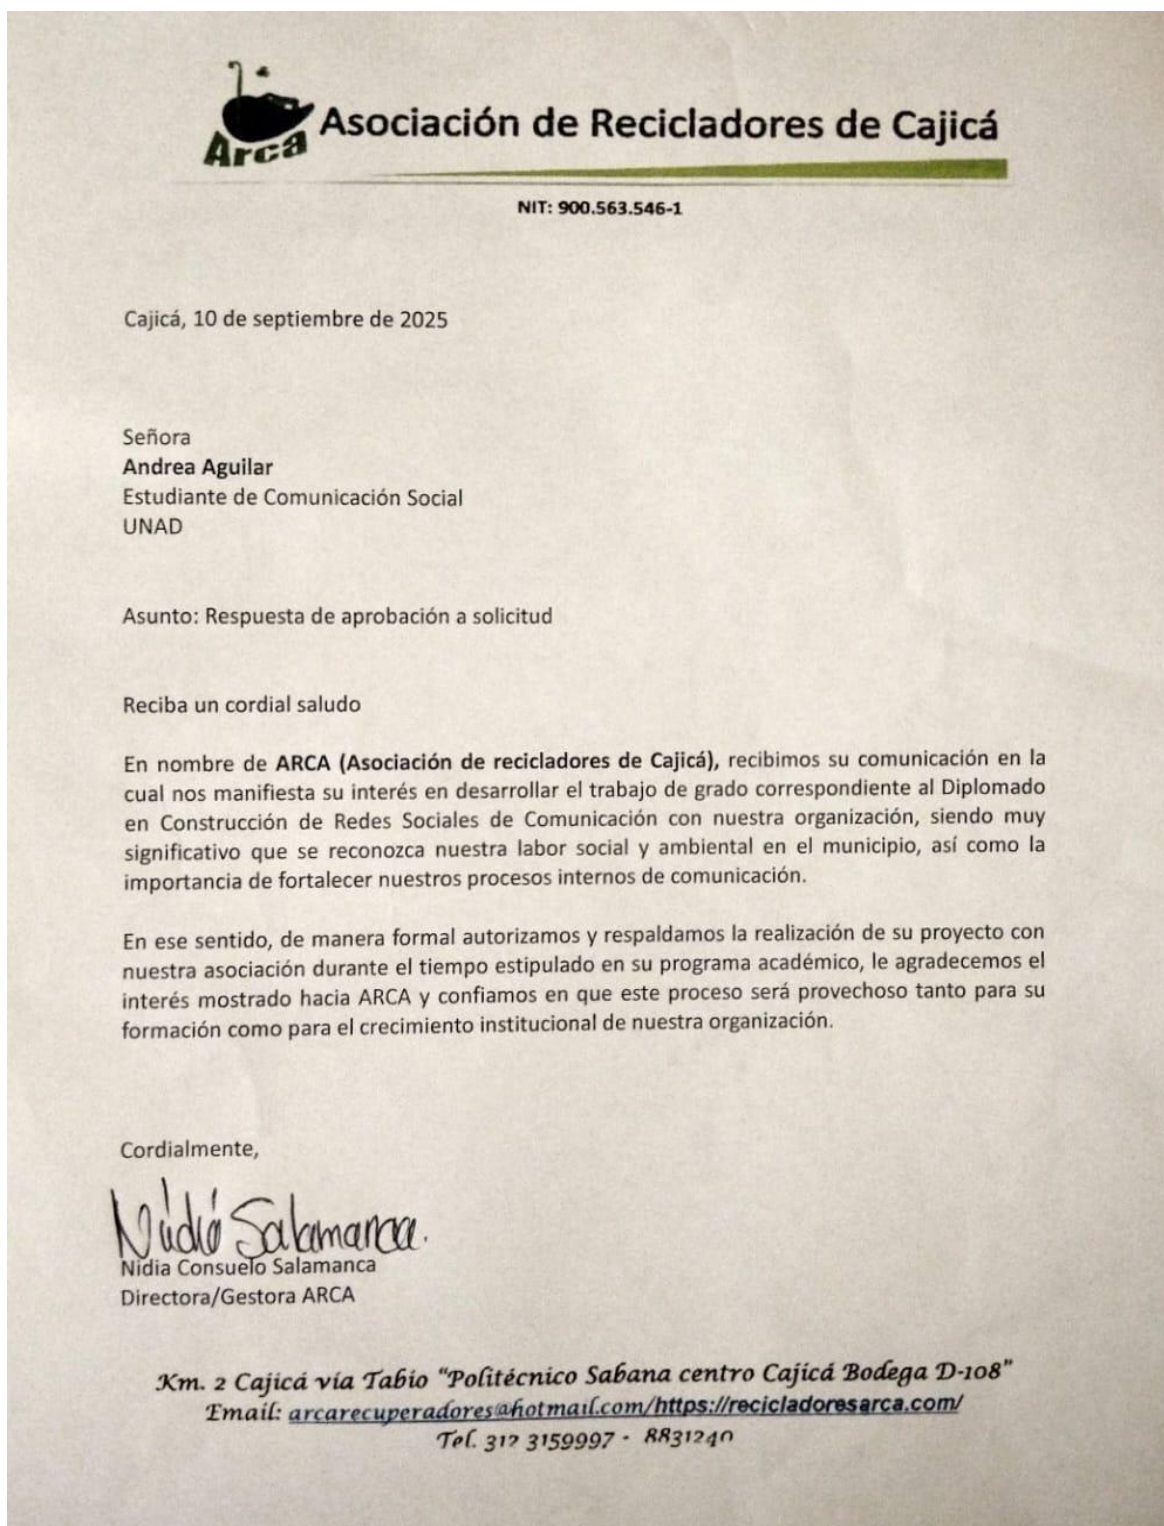 Arca
Asociación de Recicladores de Cajicá
NIT: 900.563.546-1
Cajicá, 10 de septiembre de 2025
Señora
Andrea Aguilar
Estudiante de Comunicación Social
UNAD
Asunto: Respuesta de aprobación a solicitud
Reciba un cordial saludo
En nombre de ARCA (Asociación de recicladores de Cajicá), recibimos su comunicación en la
cual nos manifiesta su interés en desarrollar el trabajo de grado correspondiente al Diplomado
en Construcción de Redes Sociales de Comunicación con nuestra organización, siendo muy
significativo que se reconozca nuestra labor social y ambiental en el municipio, así como la
importancia de fortalecer nuestros procesos internos de comunicación.
En ese sentido, de manera formal autorizamos y respaldamos la realización de su proyecto con
nuestra asociación durante el tiempo estipulado en su programa académico, le agradecemos el
interés mostrado hacia ARCA y confiamos en que este proceso será provechoso tanto para su
formación como para el crecimiento institucional de nuestra organización.
Cordialmente,
Nidia Salamanca.
Nidia Consuelo Salamanca
Directora/Gestora ARCA
Km. 2 Cajicá vía Tabio "Politécnico Sabana centro Cajicá Bodega D-108"
Email: arcarecuperadores@hotmail.com/https://recicladoresarca.com/
Tel. 312 3159997 - 8831240